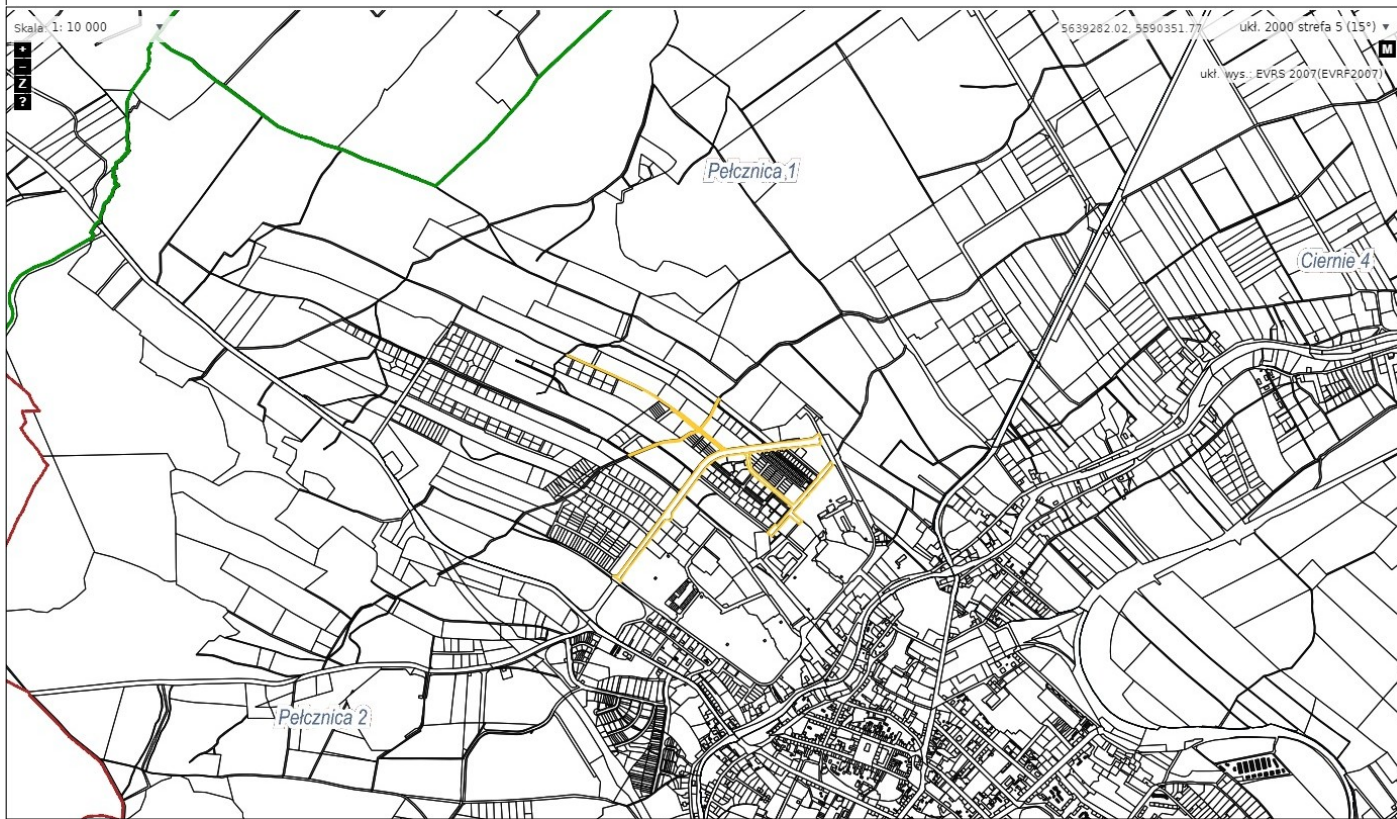 Skala 1: 10 000 ▼
5639282.02, 5590351.77
ukł. 2000 strefa 5 (15°) ▼
+
–
Z
?
M
ukł. wys.: EVRS 2007(EVRF2007)
Pełcznica 1
Ciernie 4
Pełcznica 2